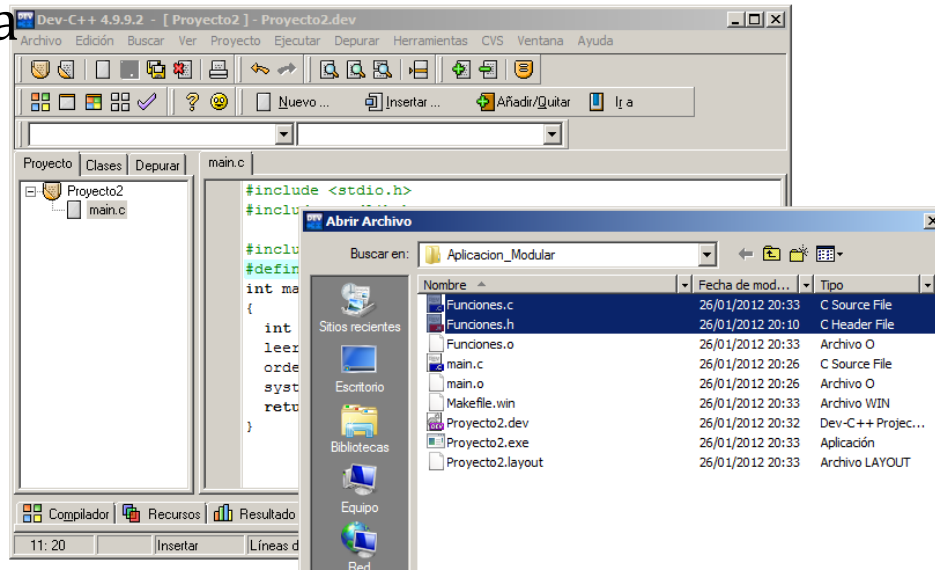 a
Dev-C++ 4.9.9.2 - [ Proyecto2 ] - Proyecto2.dev
Archivo Edición Buscar Ver Proyecto Ejecutar Depurar Herramientas CVS Ventana Ayuda
Nuevo ... Insertar ... Añadir/Quitar Ir a
Proyecto Clases Depurar main.c
Proyecto2
main.c
#include <stdio.h>
#inclu
#inclu
#defin
int ma
{
int
leer
orde
syst
retu
}
Abrir Archivo
Buscar en: Aplicacion_Modular
Nombre Fecha de mod... Tipo
Funciones.c 26/01/2012 20:33 C Source File
Funciones.h 26/01/2012 20:10 C Header File
Funciones.o 26/01/2012 20:33 Archivo O
main.c 26/01/2012 20:26 C Source File
main.o 26/01/2012 20:26 Archivo O
Makefile.win 26/01/2012 20:33 Archivo WIN
Proyecto2.dev 26/01/2012 20:32 Dev-C++ Projec...
Proyecto2.exe 26/01/2012 20:33 Aplicación
Proyecto2.layout 26/01/2012 20:33 Archivo LAYOUT
Sitios recientes
Escritorio
Bibliotecas
Equipo
Red
Compilador Recursos Resultado
11: 20 Insertar Líneas d